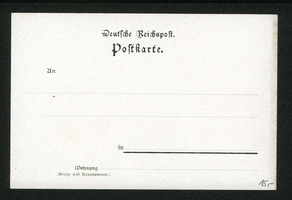 Deutsche Reichspost.
Postkarte.
An
in
Wohnung
(Straße und Hausnummer).
15,-